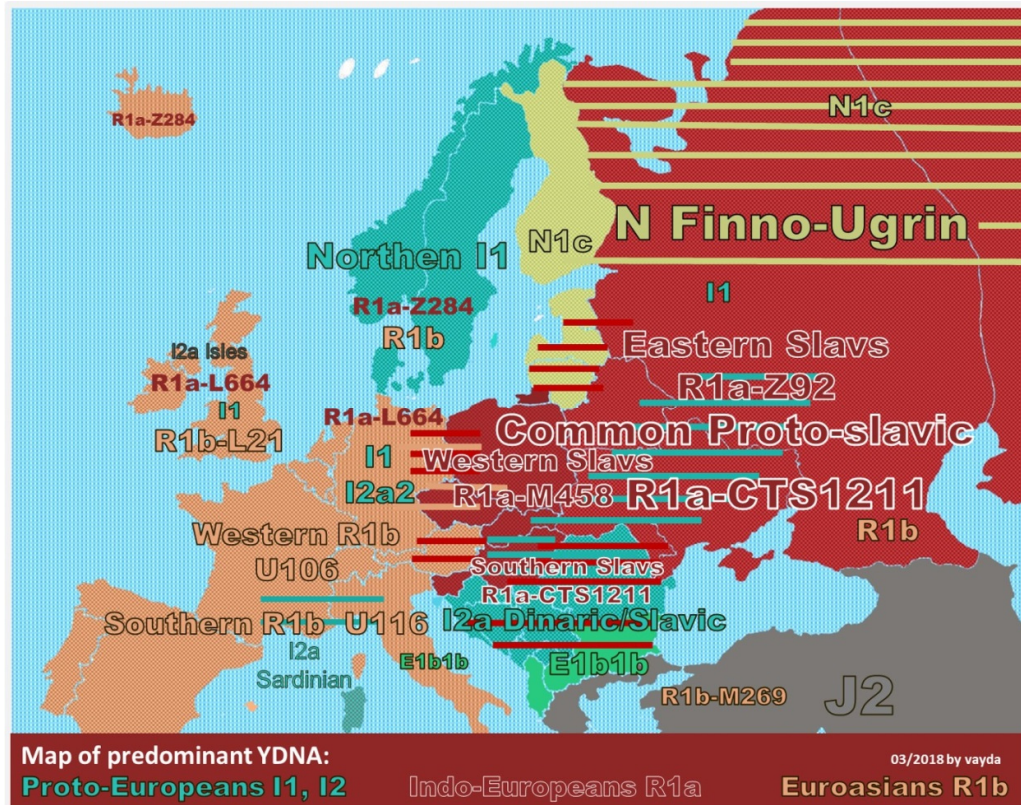 R1a-Z284
N1c
N Finno-Ugrin
N1c
Northen I1
I1
R1a-Z284
R1b
Eastern Slavs
I2a Isles
R1a-L664
R1a-Z92
I1
R1a-L664
R1b-L21
Common Proto-slavic
I1
Western Slavs
I2a2
R1a-M458
R1a-CTS1211
Western R1b
R1b
U106
Southern Slavs
R1a-CTS1211
Southern R1b U116
I2a Dinaric/Slavic
I2a
Sardinian
E1b1b
E1b1b
R1b-M269
J2
Map of predominant YDNA:
03/2018 by vayda
Proto-Europeans I1, I2
Indo-Europeans R1a
Euroasians R1b